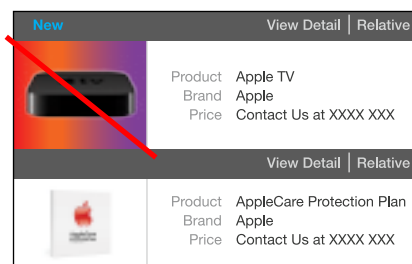 New View Detail | Relative
Product Apple TV
Brand Apple
Price Contact Us at XXXX XXX
View Detail | Relative
Product AppleCare Protection Plan
Brand Apple
Price Contact Us at XXXX XXX